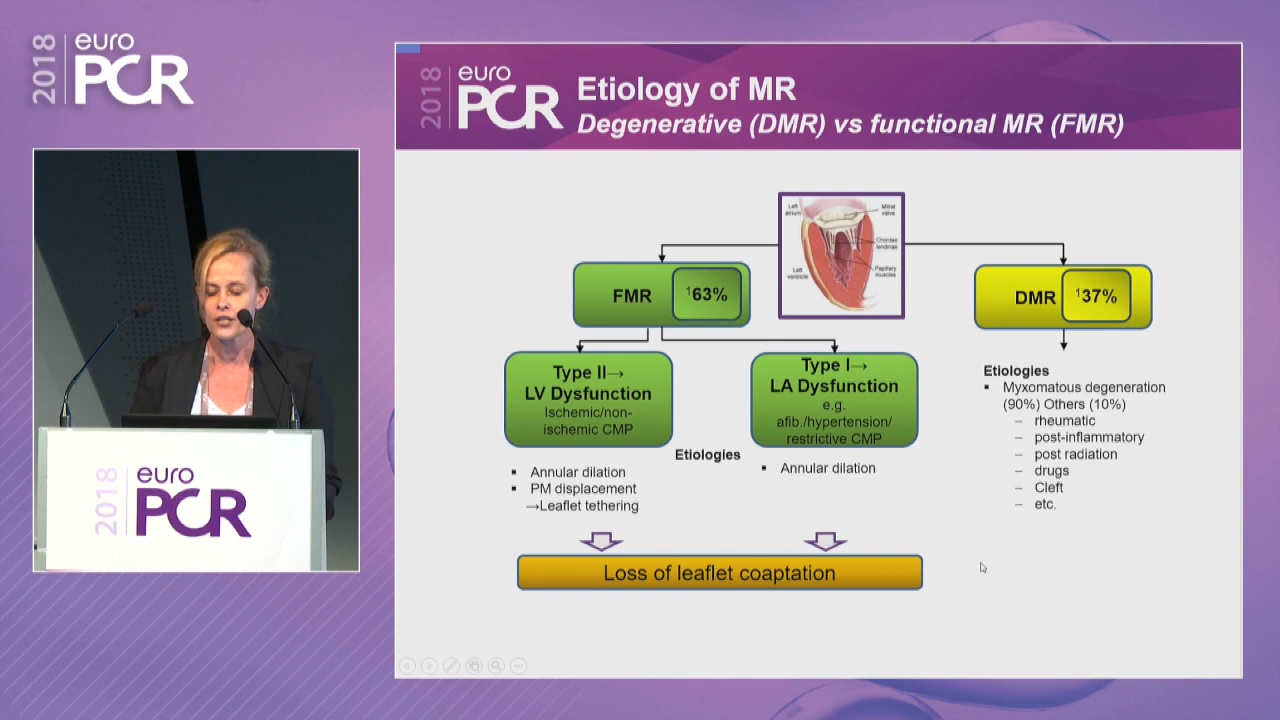 2018
euro
PCR
2018
euro
PCR
Etiology of MR
Degenerative (DMR) vs functional MR (FMR)
Left
atrium
Mitral
valve
Chordae
tendinae
Left
ventricle
Papillary
muscles
FMR
¹63%
DMR
¹37%
Type II→
LV Dysfunction
Ischemic/non-
ischemic CMP
Type I→
LA Dysfunction
e.g.
afib./hypertension/
restrictive CMP
Etiologies
▪ Annular dilation
▪ PM displacement
→Leaflet tethering
▪ Annular dilation
Loss of leaflet coaptation
Etiologies
▪ Myxomatous degeneration
(90%) Others (10%)
– rheumatic
– post-inflammatory
– post radiation
– drugs
– Cleft
– etc.
2018
euro
PCR